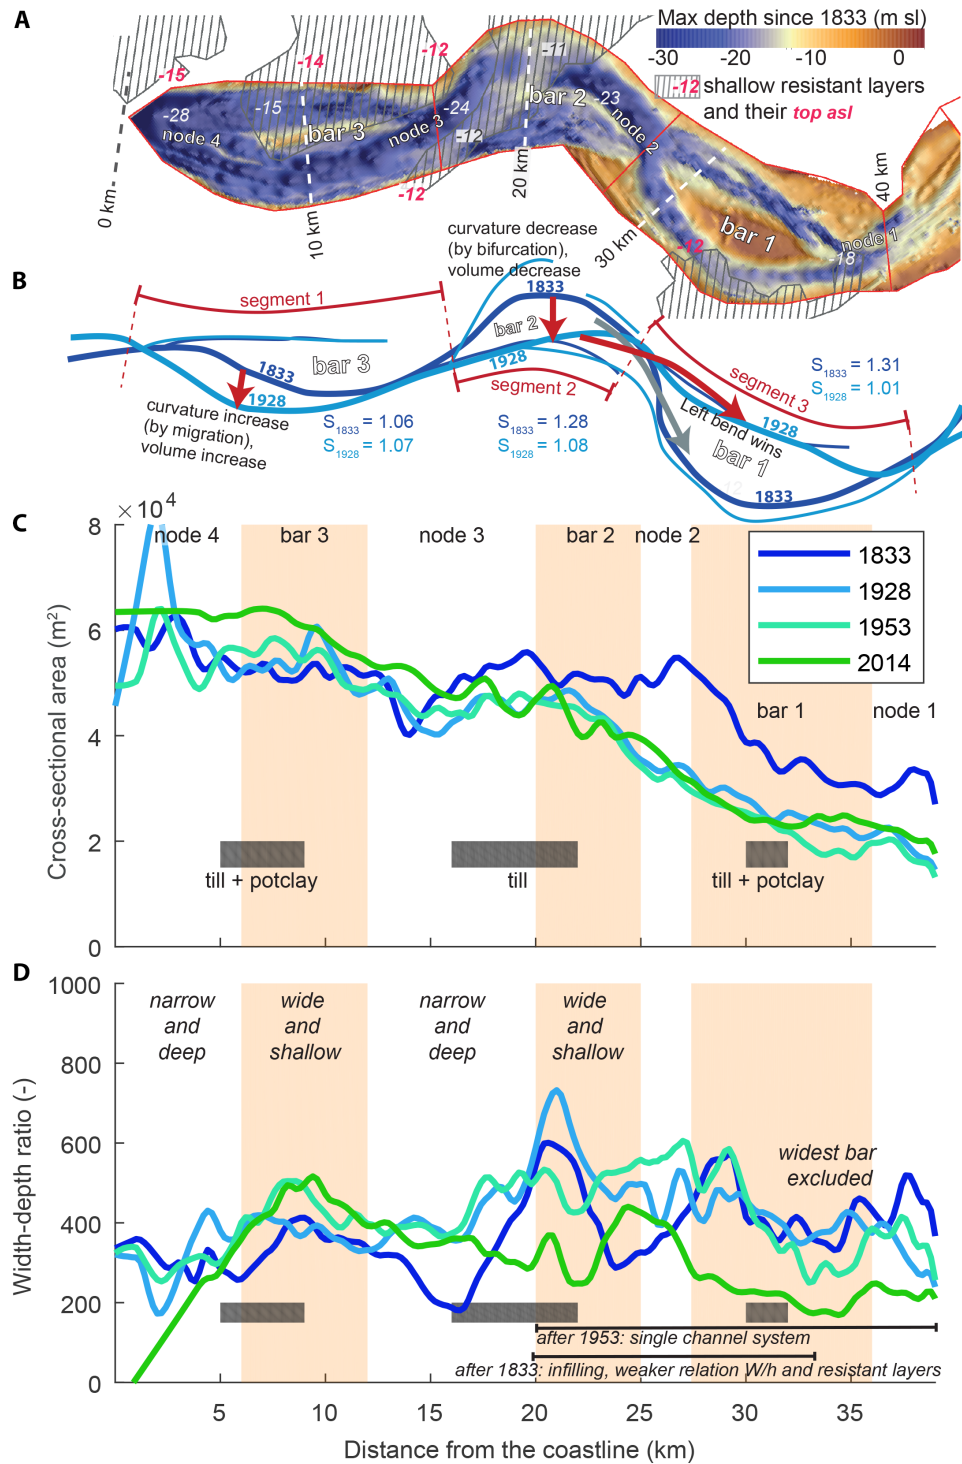 A
Max depth since 1833 (m sl)
-30 -20 -10 0
-12 shallow resistant layers
and their top asl
-15
-14
-12
-11
-28
-15
-24
-23
-12
-12
-12
-18
node 4
bar 3
node 3
bar 2
node 2
bar 1
node 1
0 km
10 km
20 km
30 km
40 km
B
curvature decrease
(by bifurcation),
volume decrease
segment 1
1833
bar 2
1928
segment 2
bar 3
1833
1928
segment 3
S1833 = 1.31
S1928 = 1.01
curvature increase
(by migration),
volume increase
S1833 = 1.06
S1928 = 1.07
S1833 = 1.28
S1928 = 1.08
Left bend wins
1928
bar 1
12
1833
C
× 10⁴
8
6
4
2
0
Cross-sectional area (m²)
node 4
bar 3
node 3
bar 2
node 2
bar 1
node 1
1833
1928
1953
2014
till + potclay
till
till + potclay
D
1000
800
600
400
200
0
Width-depth ratio (-)
narrow
and
deep
wide
and
shallow
narrow
and
deep
wide
and
shallow
widest bar
excluded
after 1953: single channel system
after 1833: infilling, weaker relation W/h and resistant layers
5 10 15 20 25 30 35
Distance from the coastline (km)